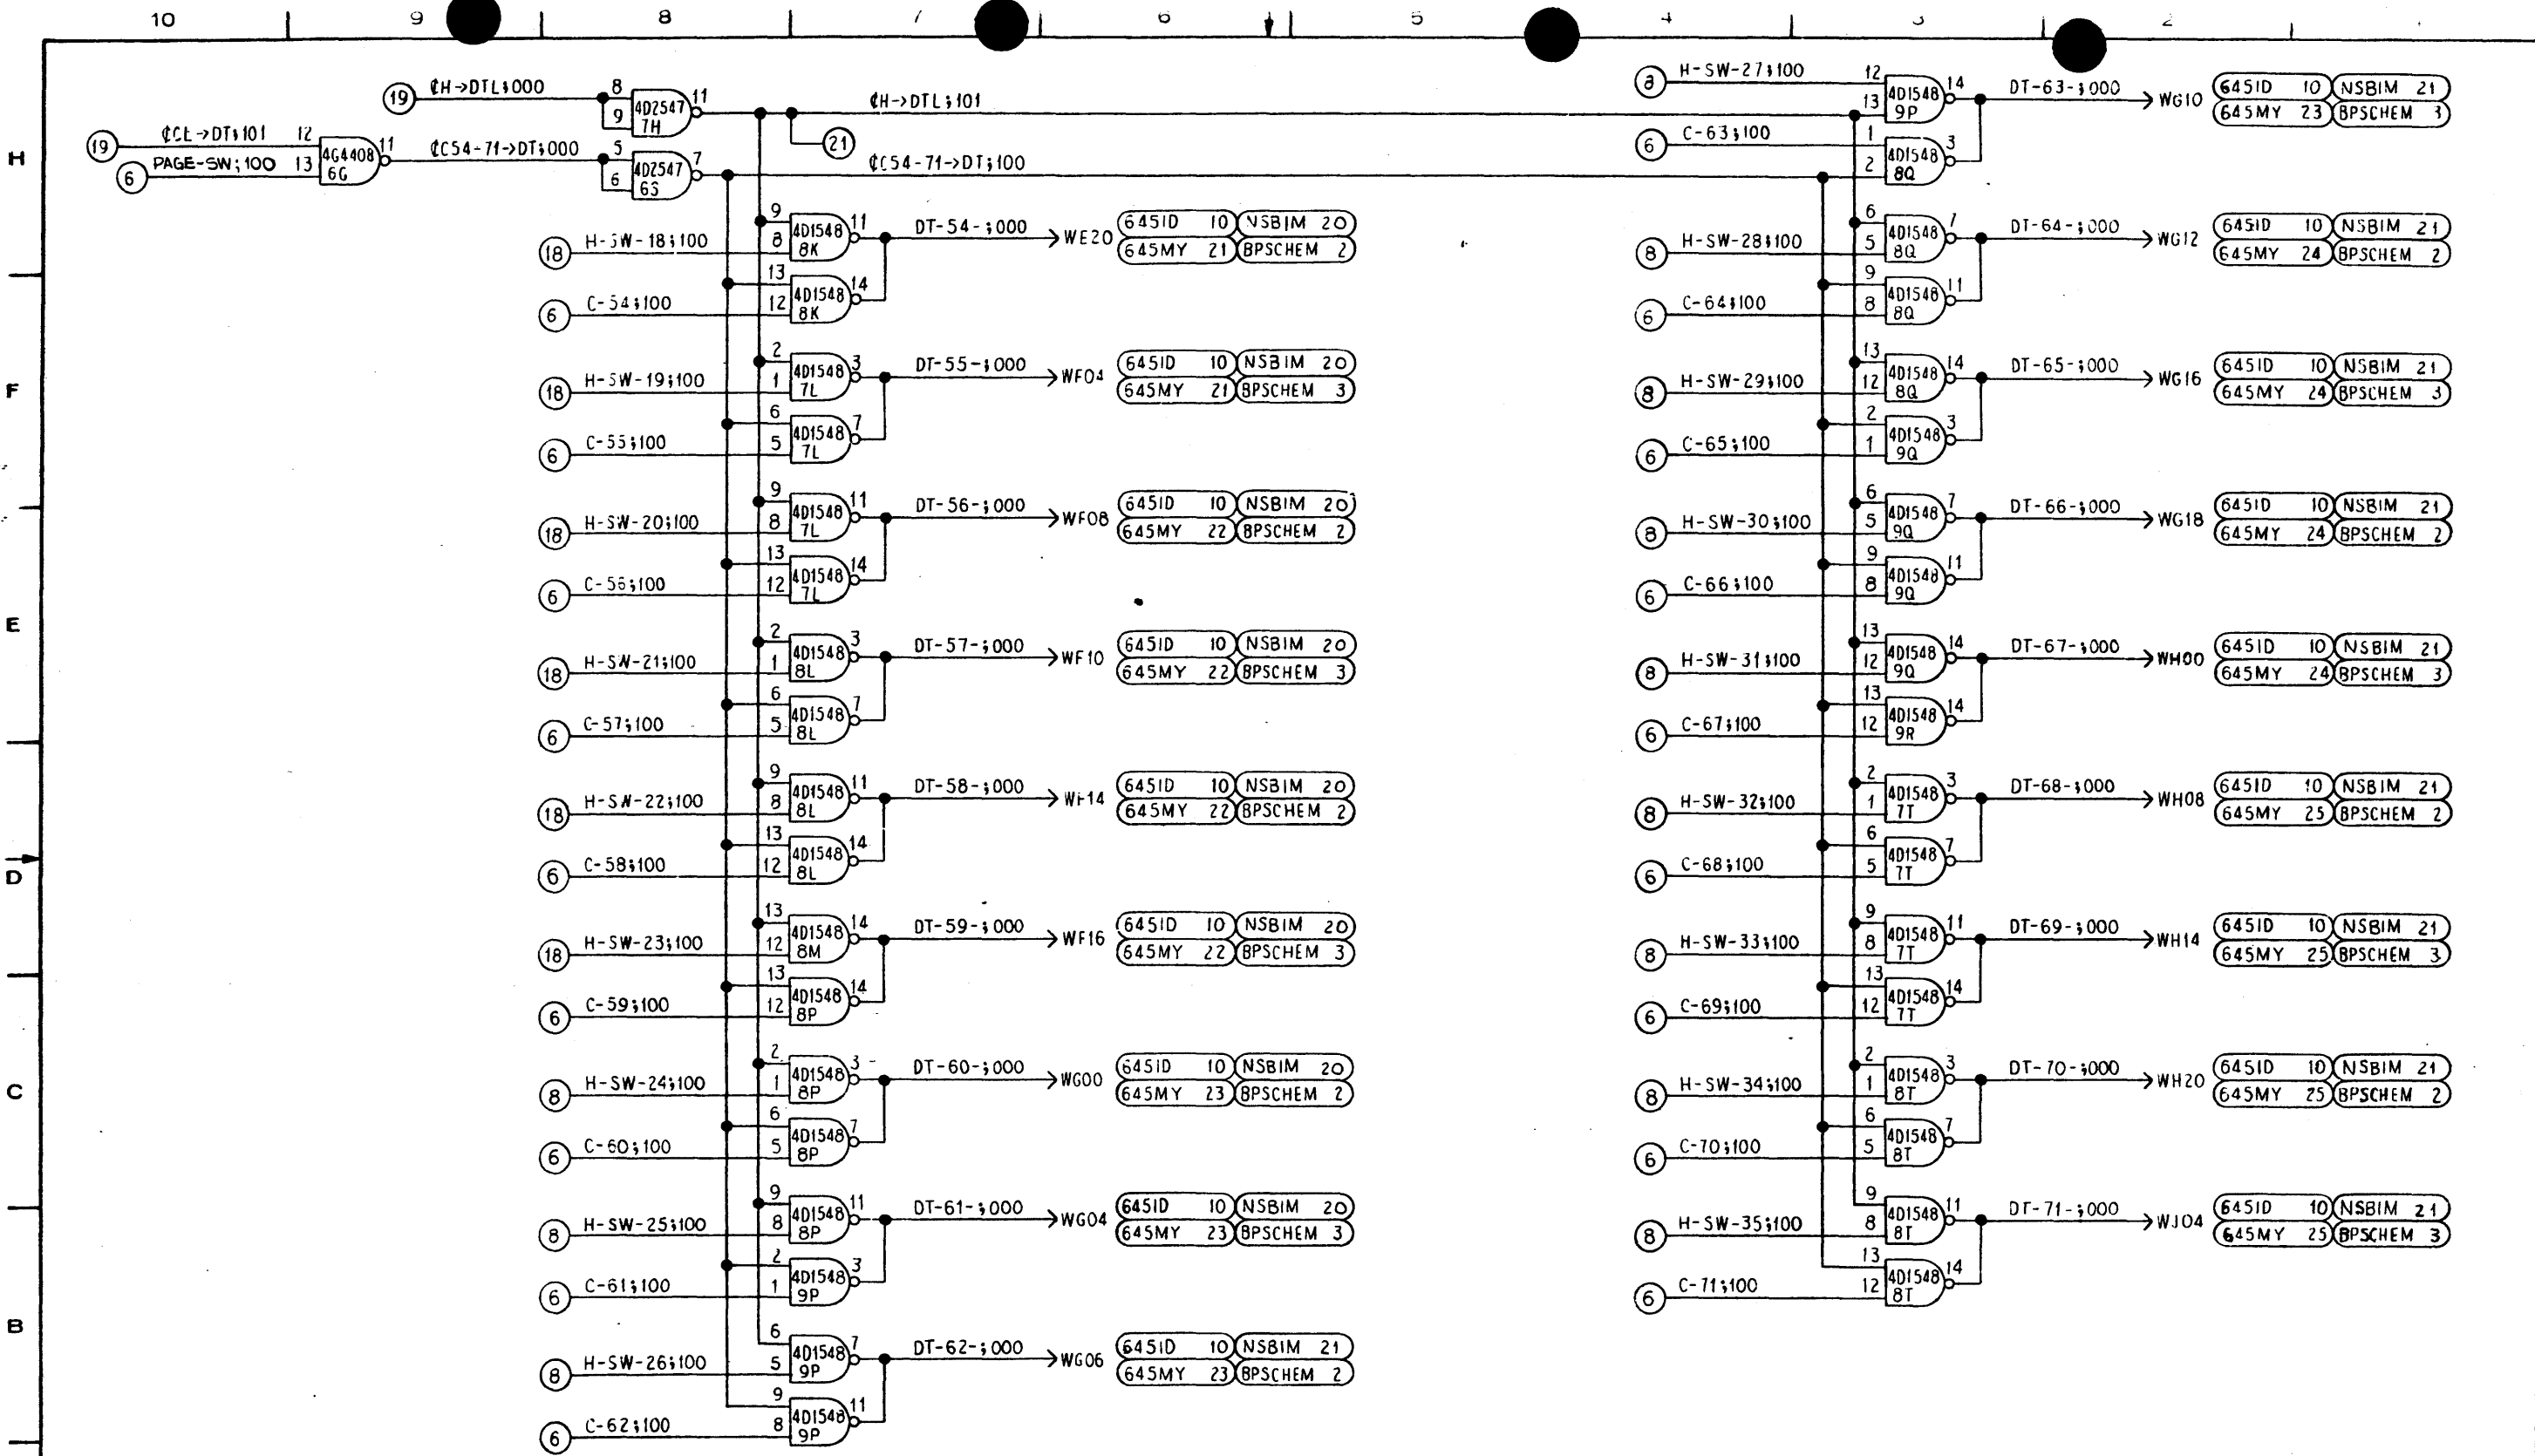 10 9 8 7 6 5 4 3 2
H
F
E
D
C
B
19 ₵H→DTL;000 8 9 4D2547 7H 11 ₵H→DTL;101 21
19 ₵CL→DT;101 12
6 PAGE-SW;100 13 4G4408 6G 11 ₵C54-71→DT;000 5 6 4D2547 6S 7 ₵C54-71→DT;100
9 4D1548 11 DT-54-;000 WE20 645ID 10 NSBIM 20
18 H-SW-18;100 8 8K 645MY 21 BPSCHEM 2
13 4D1548 14
6 C-54;100 12 8K
2 4D1548 3 DT-55-;000 WF04 645ID 10 NSBIM 20
18 H-SW-19;100 1 7L 645MY 21 BPSCHEM 3
6 4D1548 7
6 C-55;100 5 7L
9 4D1548 11 DT-56-;000 WF08 645ID 10 NSBIM 20
18 H-SW-20;100 8 7L 645MY 22 BPSCHEM 2
13 4D1548 14
6 C-56;100 12 7L
2 4D1548 3 DT-57-;000 WF10 645ID 10 NSBIM 20
18 H-SW-21;100 1 8L 645MY 22 BPSCHEM 3
6 4D1548 7
6 C-57;100 5 8L
9 4D1548 11 DT-58-;000 WF14 645ID 10 NSBIM 20
18 H-SW-22;100 8 8L 645MY 22 BPSCHEM 2
13 4D1548 14
6 C-58;100 12 8L
13 4D1548 14 DT-59-;000 WF16 645ID 10 NSBIM 20
18 H-SW-23;100 12 8M 645MY 22 BPSCHEM 3
13 4D1548 14
6 C-59;100 12 8P
2 4D1548 3 DT-60-;000 WG00 645ID 10 NSBIM 20
8 H-SW-24;100 1 8P 645MY 23 BPSCHEM 2
6 4D1548 7
6 C-60;100 5 8P
9 4D1548 11 DT-61-;000 WG04 645ID 10 NSBIM 20
8 H-SW-25;100 8 8P 645MY 23 BPSCHEM 3
2 4D1548 3
6 C-61;100 1 9P
6 4D1548 7 DT-62-;000 WG06 645ID 10 NSBIM 21
8 H-SW-26;100 5 9P 645MY 23 BPSCHEM 2
9 4D1548 11
6 C-62;100 8 9P
8 H-SW-27;100 12 4D1548 14 DT-63-;000 WG10 645ID 10 NSBIM 21
13 9P 645MY 23 BPSCHEM 3
6 C-63;100 1 4D1548 3
2 8Q
6 4D1548 7 DT-64-;000 WG12 645ID 10 NSBIM 21
8 H-SW-28;100 5 8Q 645MY 24 BPSCHEM 2
9 4D1548 11
6 C-64;100 8 8Q
13 4D1548 14 DT-65-;000 WG16 645ID 10 NSBIM 21
8 H-SW-29;100 12 8Q 645MY 24 BPSCHEM 3
2 4D1548 3
6 C-65;100 1 9Q
6 4D1548 7 DT-66-;000 WG18 645ID 10 NSBIM 21
8 H-SW-30;100 5 9Q 645MY 24 BPSCHEM 2
9 4D1548 11
6 C-66;100 8 9Q
13 4D1548 14 DT-67-;000 WH00 645ID 10 NSBIM 21
8 H-SW-31;100 12 9Q 645MY 24 BPSCHEM 3
13 4D1548 14
6 C-67;100 12 9R
2 4D1548 3 DT-68-;000 WH08 645ID 10 NSBIM 21
8 H-SW-32;100 1 7T 645MY 25 BPSCHEM 2
6 4D1548 7
6 C-68;100 5 7T
9 4D1548 11 DT-69-;000 WH14 645ID 10 NSBIM 21
8 H-SW-33;100 8 7T 645MY 25 BPSCHEM 3
13 4D1548 14
6 C-69;100 12 7T
2 4D1548 3 DT-70-;000 WH20 645ID 10 NSBIM 21
8 H-SW-34;100 1 8T 645MY 25 BPSCHEM 2
6 4D1548 7
6 C-70;100 5 8T
9 4D1548 11 DT-71-;000 WJ04 645ID 10 NSBIM 21
8 H-SW-35;100 8 8T 645MY 25 BPSCHEM 3
13 4D1548 14
6 C-71;100 12 8T